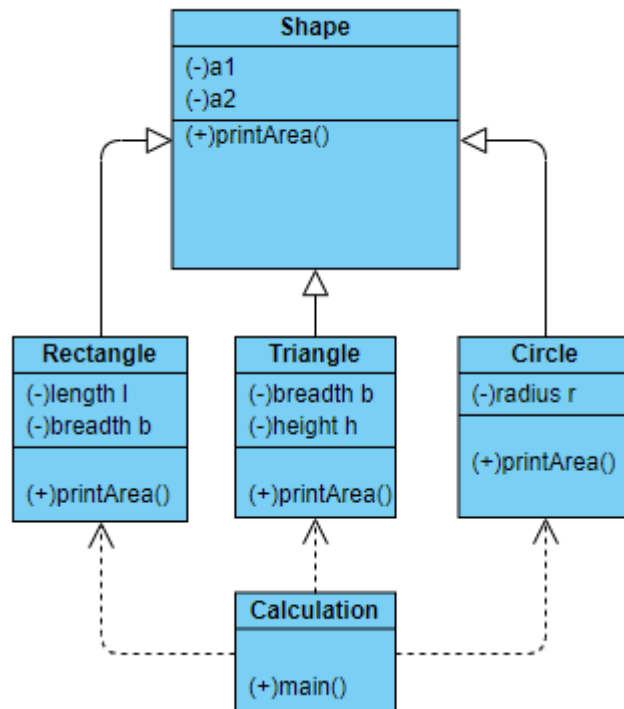 Shape
(-)a1
(-)a2
(+)printArea()
Rectangle
(-)length l
(-)breadth b
(+)printArea()
Triangle
(-)breadth b
(-)height h
(+)printArea()
Circle
(-)radius r
(+)printArea()
Calculation
(+)main()